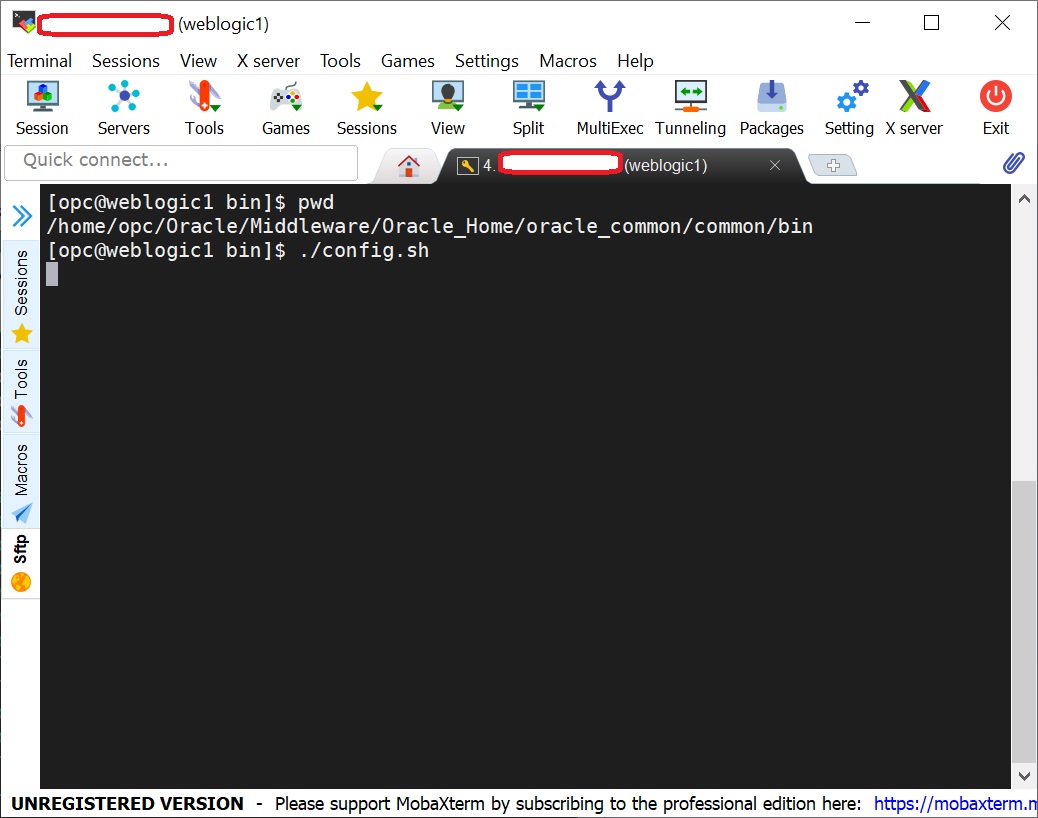 (weblogic1)
Terminal Sessions View X server Tools Games Settings Macros Help
Session Servers Tools Games Sessions View Split MultiExec Tunneling Packages Setting X server Exit
Quick connect...
4. (weblogic1)
[opc@weblogic1 bin]$ pwd
/home/opc/Oracle/Middleware/Oracle_Home/oracle_common/common/bin
[opc@weblogic1 bin]$ ./config.sh
Sessions
Tools
Macros
Sftp
UNREGISTERED VERSION - Please support MobaXterm by subscribing to the professional edition here: https://mobaxterm.m